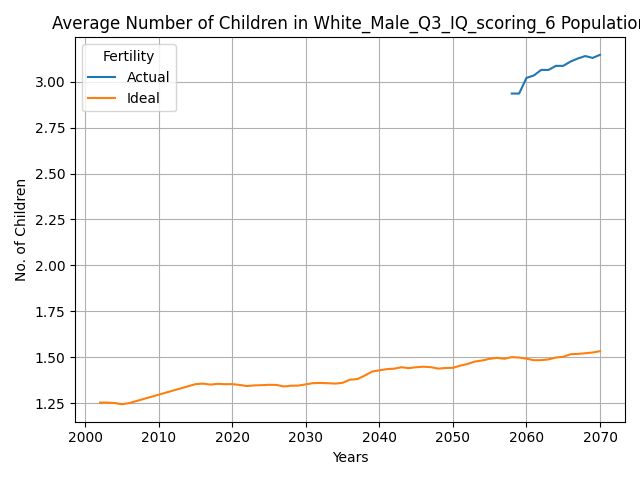 Average Number of Children in White_Male_Q3_IQ_scoring_6 Population
Fertility
Actual
Ideal
3.00
2.75
2.50
2.25
2.00
1.75
1.50
1.25
No. of Children
2000 2010 2020 2030 2040 2050 2060 2070
Years